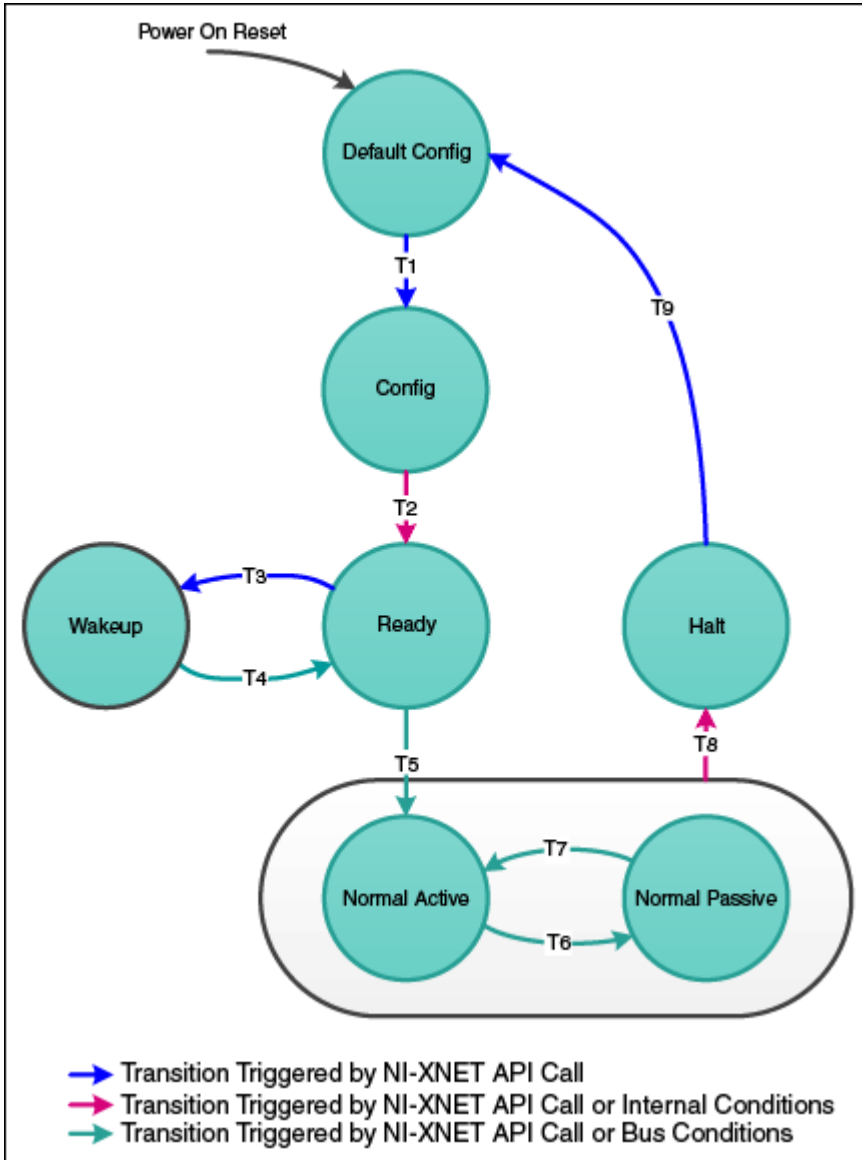 Power On Reset
Default Config
T1
T9
Config
T2
T3
Wakeup
Ready
Halt
T4
T8
T5
T7
Normal Active
Normal Passive
T6
Transition Triggered by NI-XNET API Call
Transition Triggered by NI-XNET API Call or Internal Conditions
Transition Triggered by NI-XNET API Call or Bus Conditions